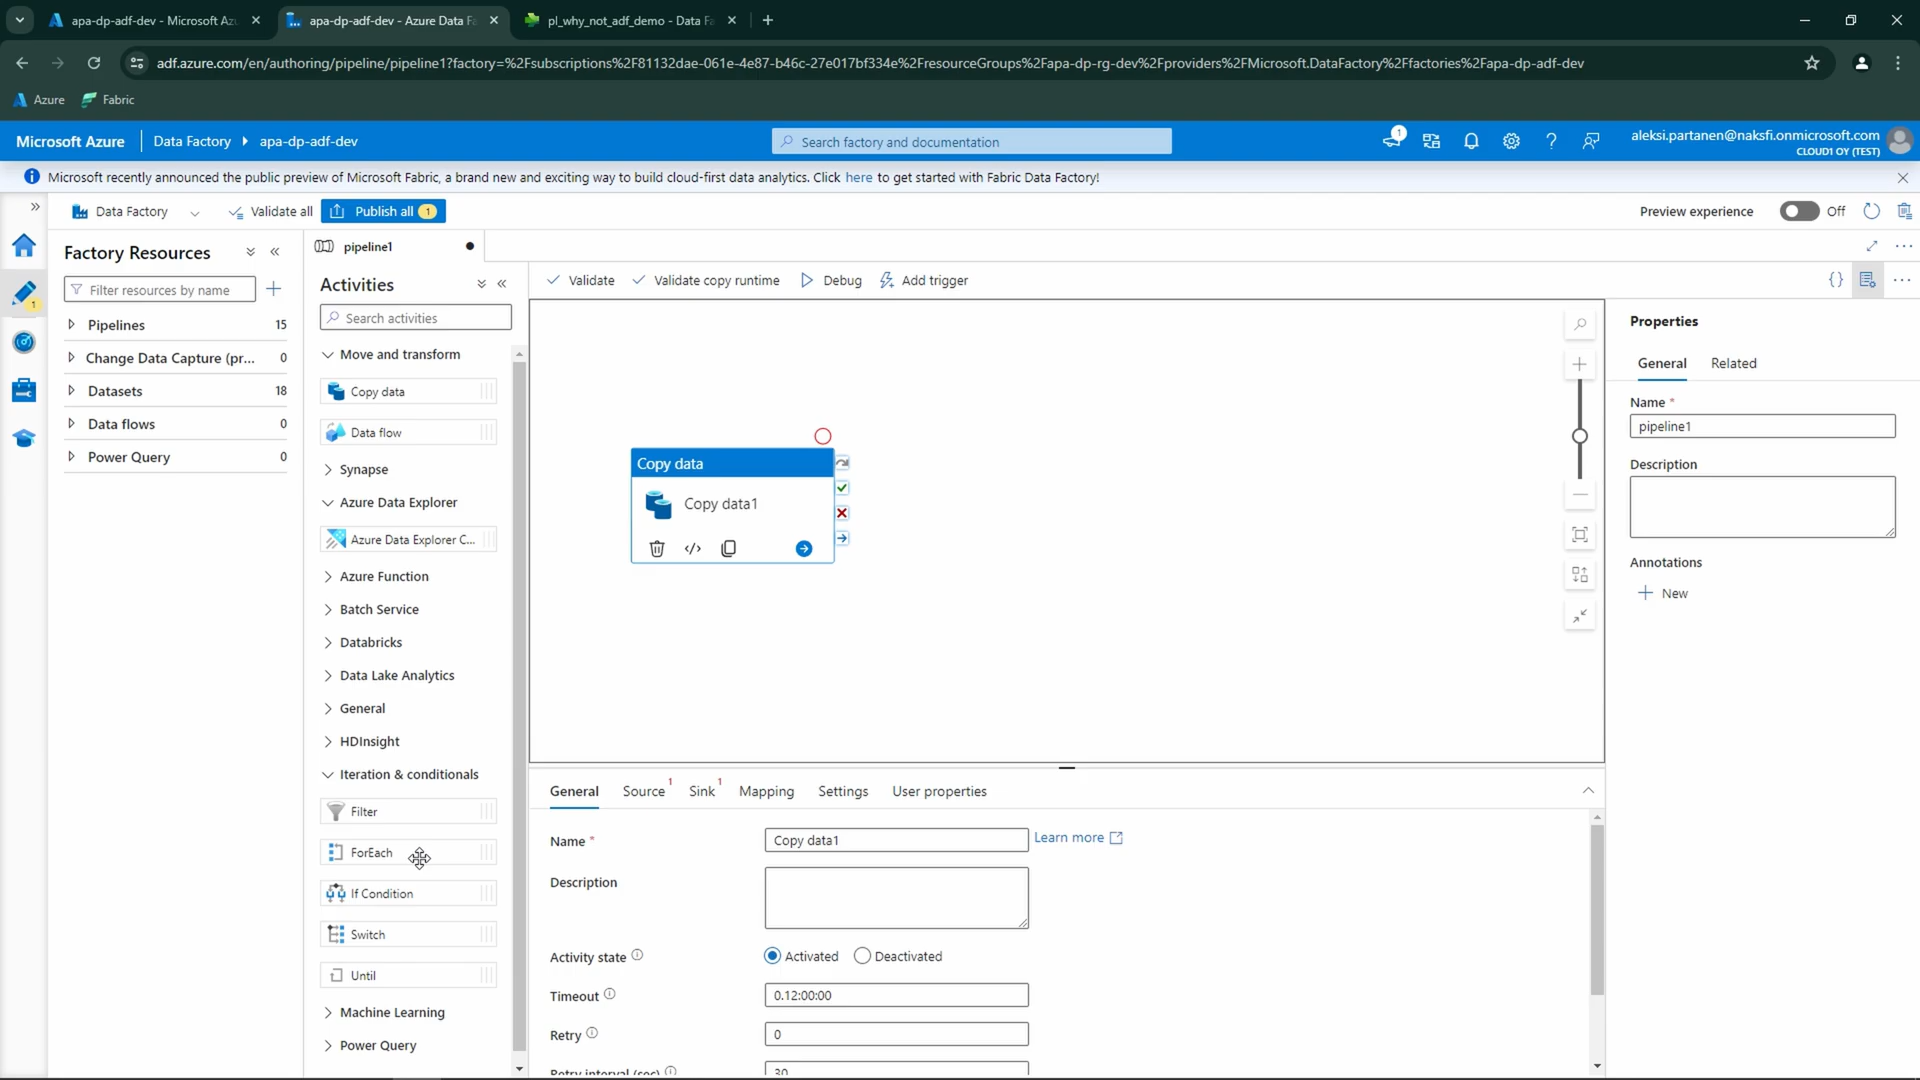 apa-dp-adf-dev - Microsoft Az
apa-dp-adf-dev - Azure Data F
pl_why_not_adf_demo - Data F
adf.azure.com/en/authoring/pipeline/pipeline1?factory=%2Fsubscriptions%2F81132dae-061e-4e87-b46c-27e017bf334e%2FresourceGroups%2Fapa-dp-rg-dev%2Fproviders%2FMicrosoft.DataFactory%2Ffactories%2Fapa-dp-adf-dev
Azure
Fabric
Microsoft Azure
Data Factory
apa-dp-adf-dev
Search factory and documentation
1
aleksi.partanen@naksfi.onmicrosoft.com
CLOUD1 OY (TEST)
Microsoft recently announced the public preview of Microsoft Fabric, a brand new and exciting way to build cloud-first data analytics. Click here to get started with Fabric Data Factory!
Data Factory
Validate all
Publish all 1
Preview experience
Off
Factory Resources
Filter resources by name
1
Pipelines 15
Change Data Capture (pr... 0
Datasets 18
Data flows 0
Power Query 0
pipeline1
Activities
Search activities
Move and transform
Copy data
Data flow
Synapse
Azure Data Explorer
Azure Data Explorer C...
Azure Function
Batch Service
Databricks
Data Lake Analytics
General
HDInsight
Iteration & conditionals
Filter
ForEach
If Condition
Switch
Until
Machine Learning
Power Query
Validate
Validate copy runtime
Debug
Add trigger
Copy data
Copy data1
General
Source 1
Sink 1
Mapping
Settings
User properties
Name *
Copy data1
Learn more
Description
Activity state
Activated
Deactivated
Timeout
0.12:00:00
Retry
0
Retry interval (sec)
30
Properties
General
Related
Name *
pipeline1
Description
Annotations
New